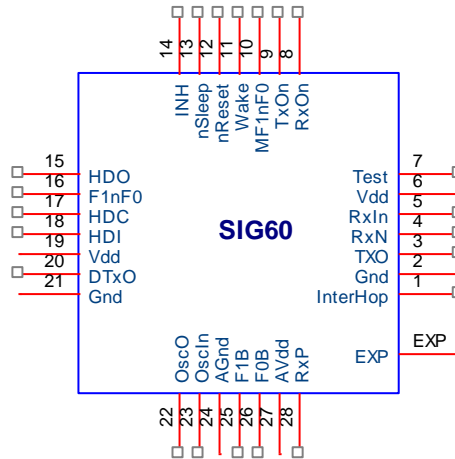 14 INH
13 nSleep
12 nReset
11 Wake
10 MF1nF0
9 TxOn
8 RxOn
15 HDO
16 F1nF0
17 HDC
18 HDI
19 Vdd
20 DTxO
21 Gnd
SIG60
Test 7
Vdd 6
RxIn 5
RxN 4
TXO 3
Gnd 2
InterHop 1
EXP EXP
22 OscO
23 OscIn
24 AGnd
25 F1B
26 F0B
27 AVdd
28 RxP